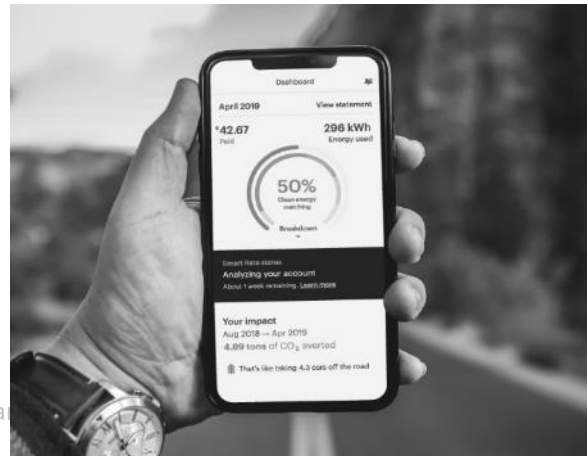 Dashboard
April 2019 View statement
$42.67 296 kWh
Paid Energy used
50%
Clean energy
matching
Breakdown
Smart Rate status
Analyzing your account
About 1 week remaining. Learn more
Your impact
Aug 2018 — Apr 2019
4.89 tons of CO₂ averted
That's like taking 4.3 cars off the road